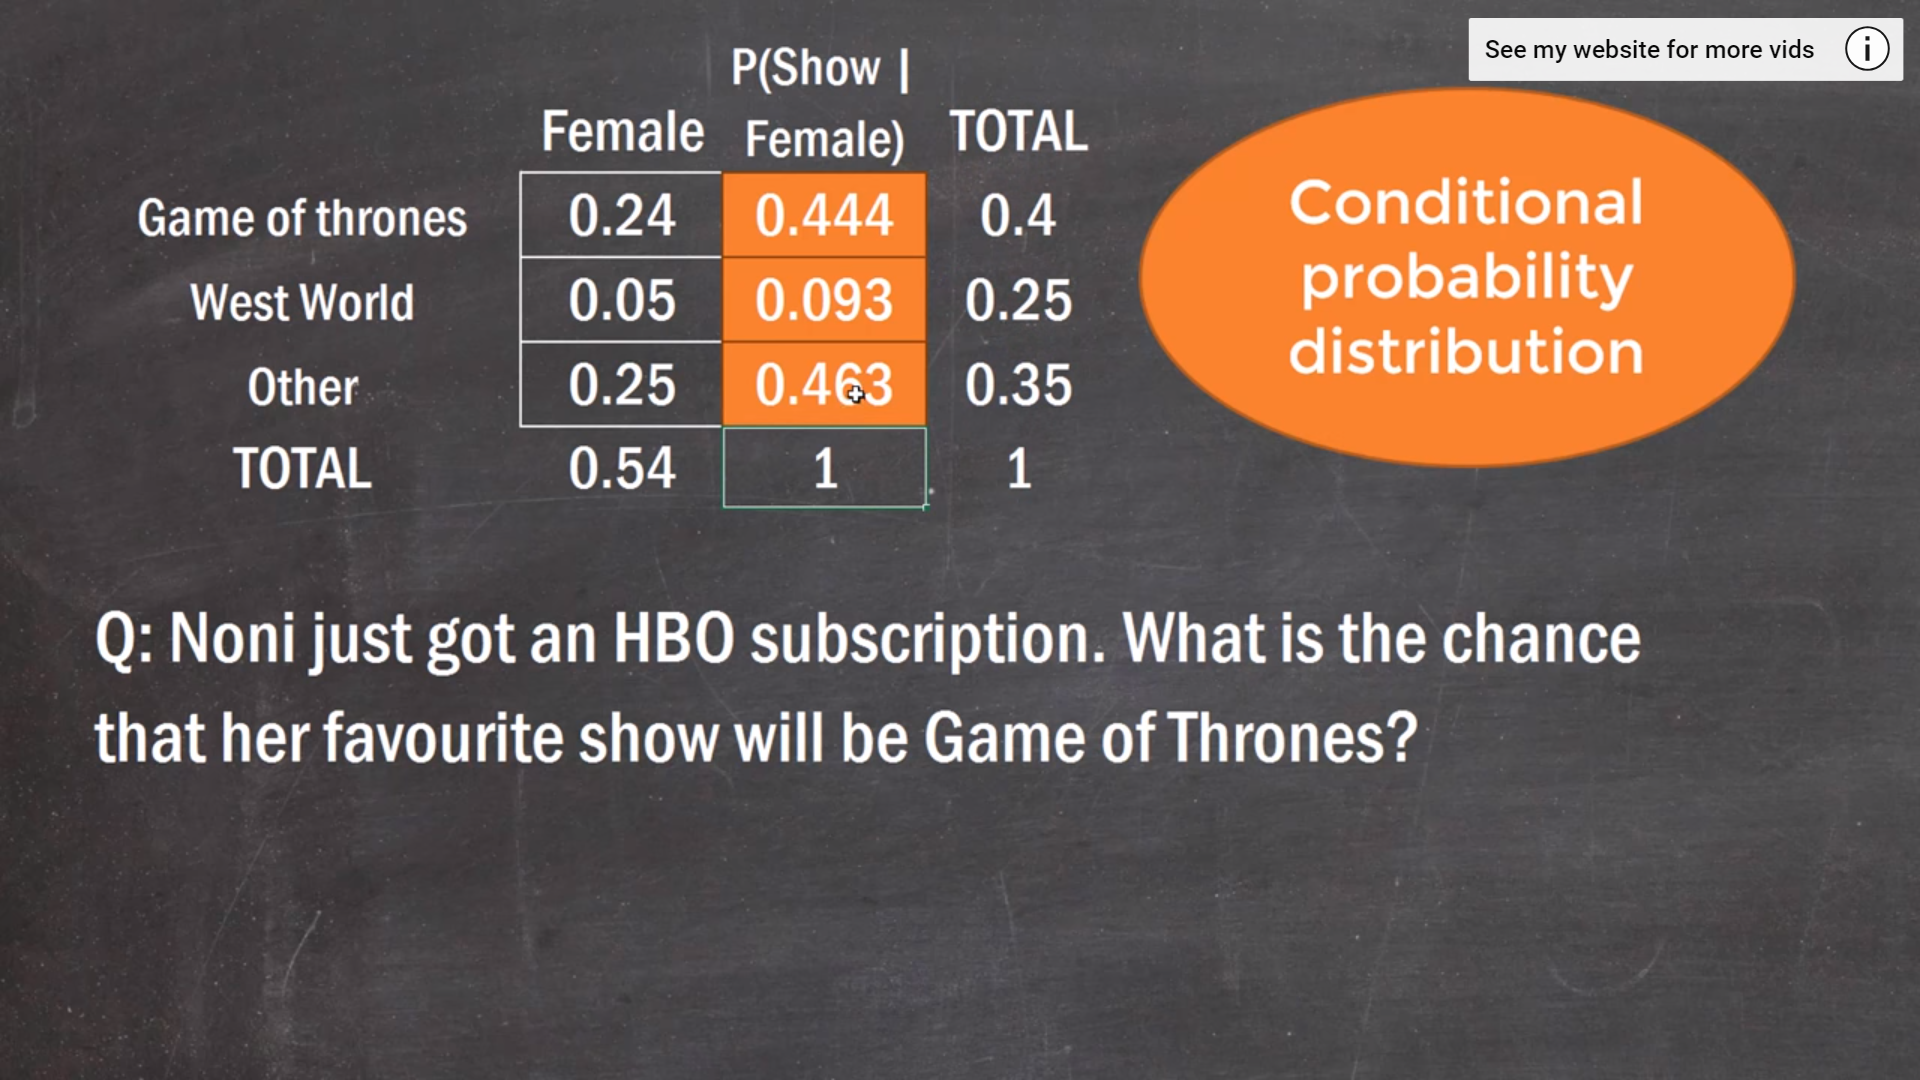 See my website for more vids
P(Show |
Female Female) TOTAL
Game of thrones 0.24 0.444 0.4
West World 0.05 0.093 0.25
Other 0.25 0.463 0.35
TOTAL 0.54 1 1
Conditional
probability
distribution
Q: Noni just got an HBO subscription. What is the chance
that her favourite show will be Game of Thrones?